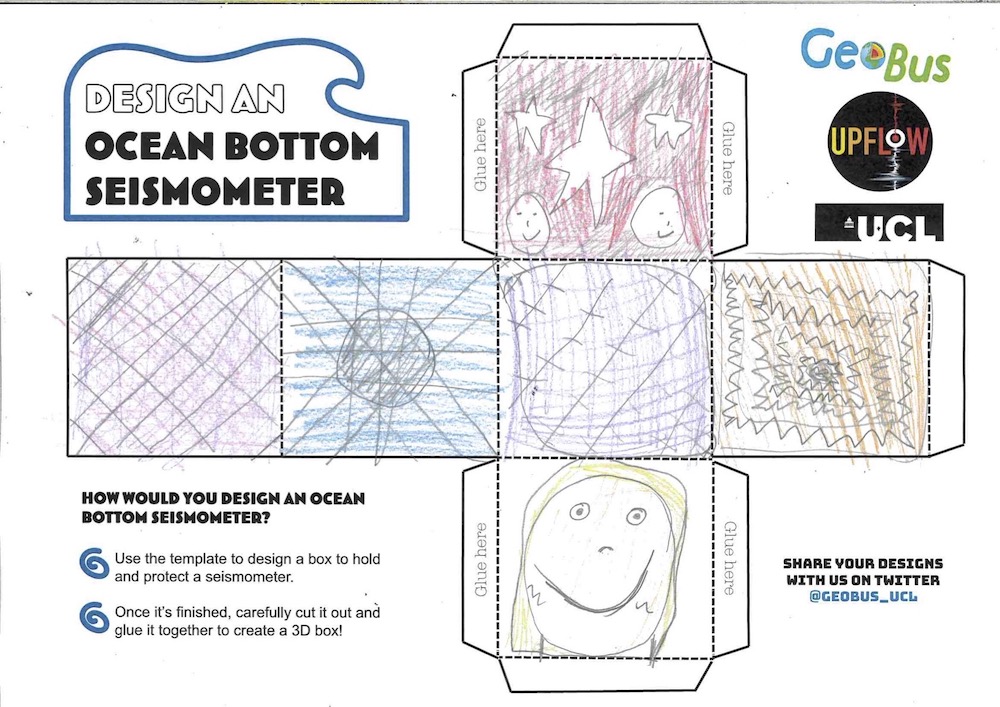 DESIGN AN
OCEAN BOTTOM
SEISMOMETER
GeoBus
UPFLOW
UCL
Glue here
Glue here
HOW WOULD YOU DESIGN AN OCEAN
BOTTOM SEISMOMETER?
Use the template to design a box to hold
and protect a seismometer.
Once it's finished, carefully cut it out and
glue it together to create a 3D box!
Glue here
Glue here
SHARE YOUR DESIGNS
WITH US ON TWITTER
@GEOBUS_UCL